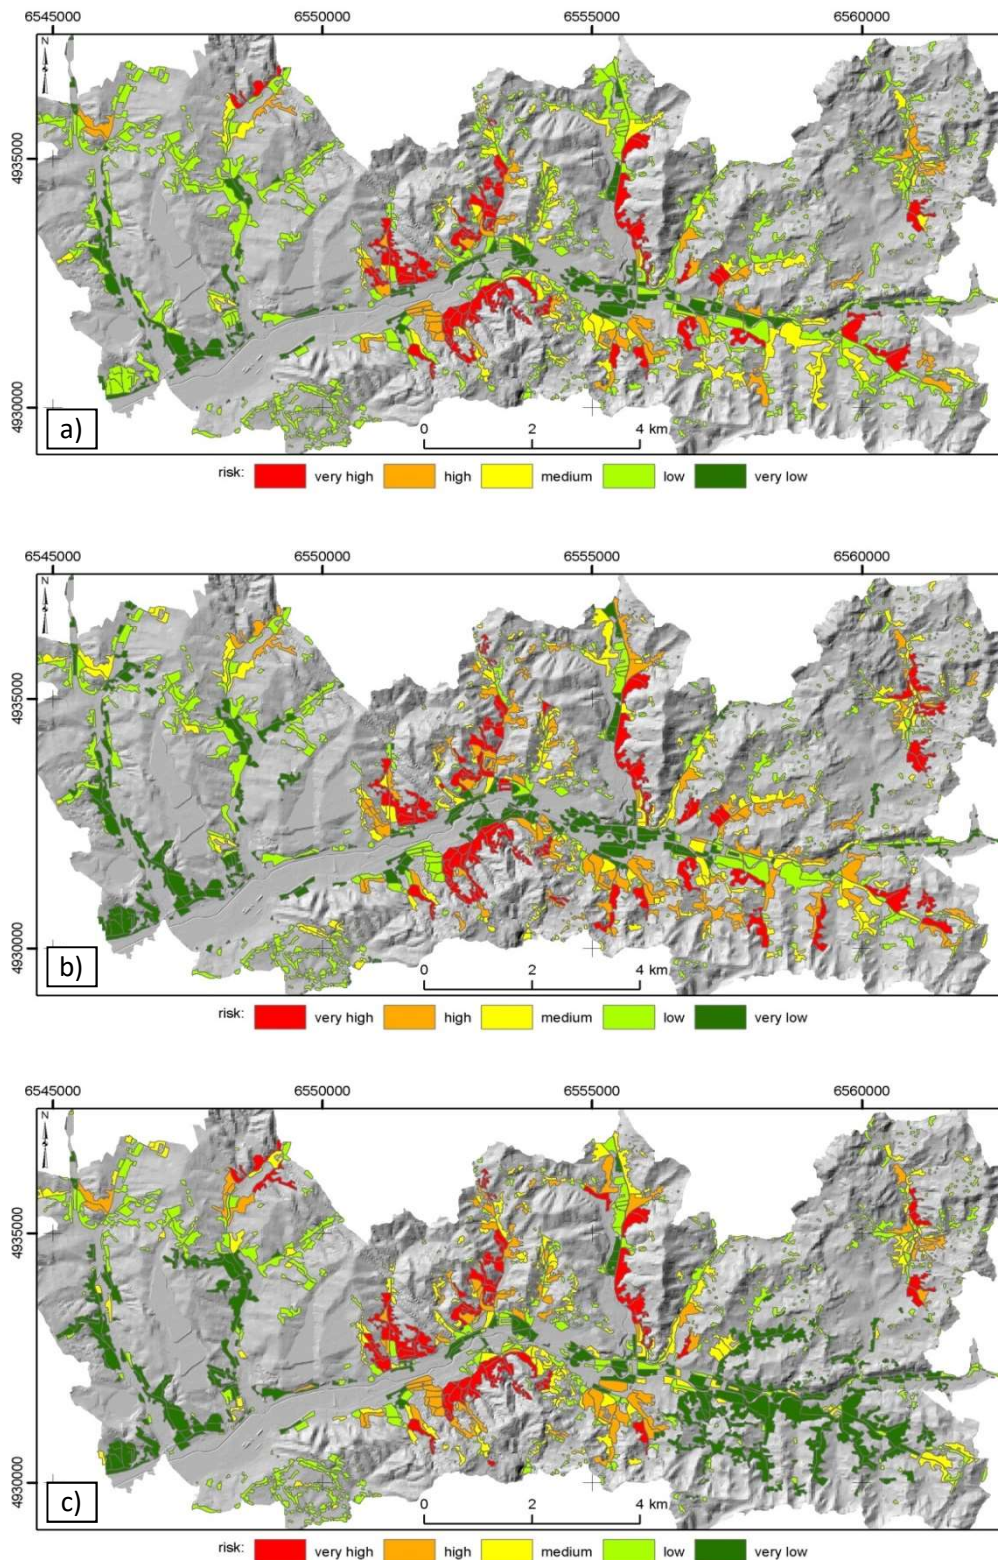 6545000 6550000 6555000 6560000
N
4935000
4930000
a)
0 2 4 km
risk: very high high medium low very low
6545000 6550000 6555000 6560000
N
4935000
4930000
b)
0 2 4 km
risk: very high high medium low very low
6545000 6550000 6555000 6560000
N
4935000
4930000
c)
0 2 4 km
risk: very high high medium low very low